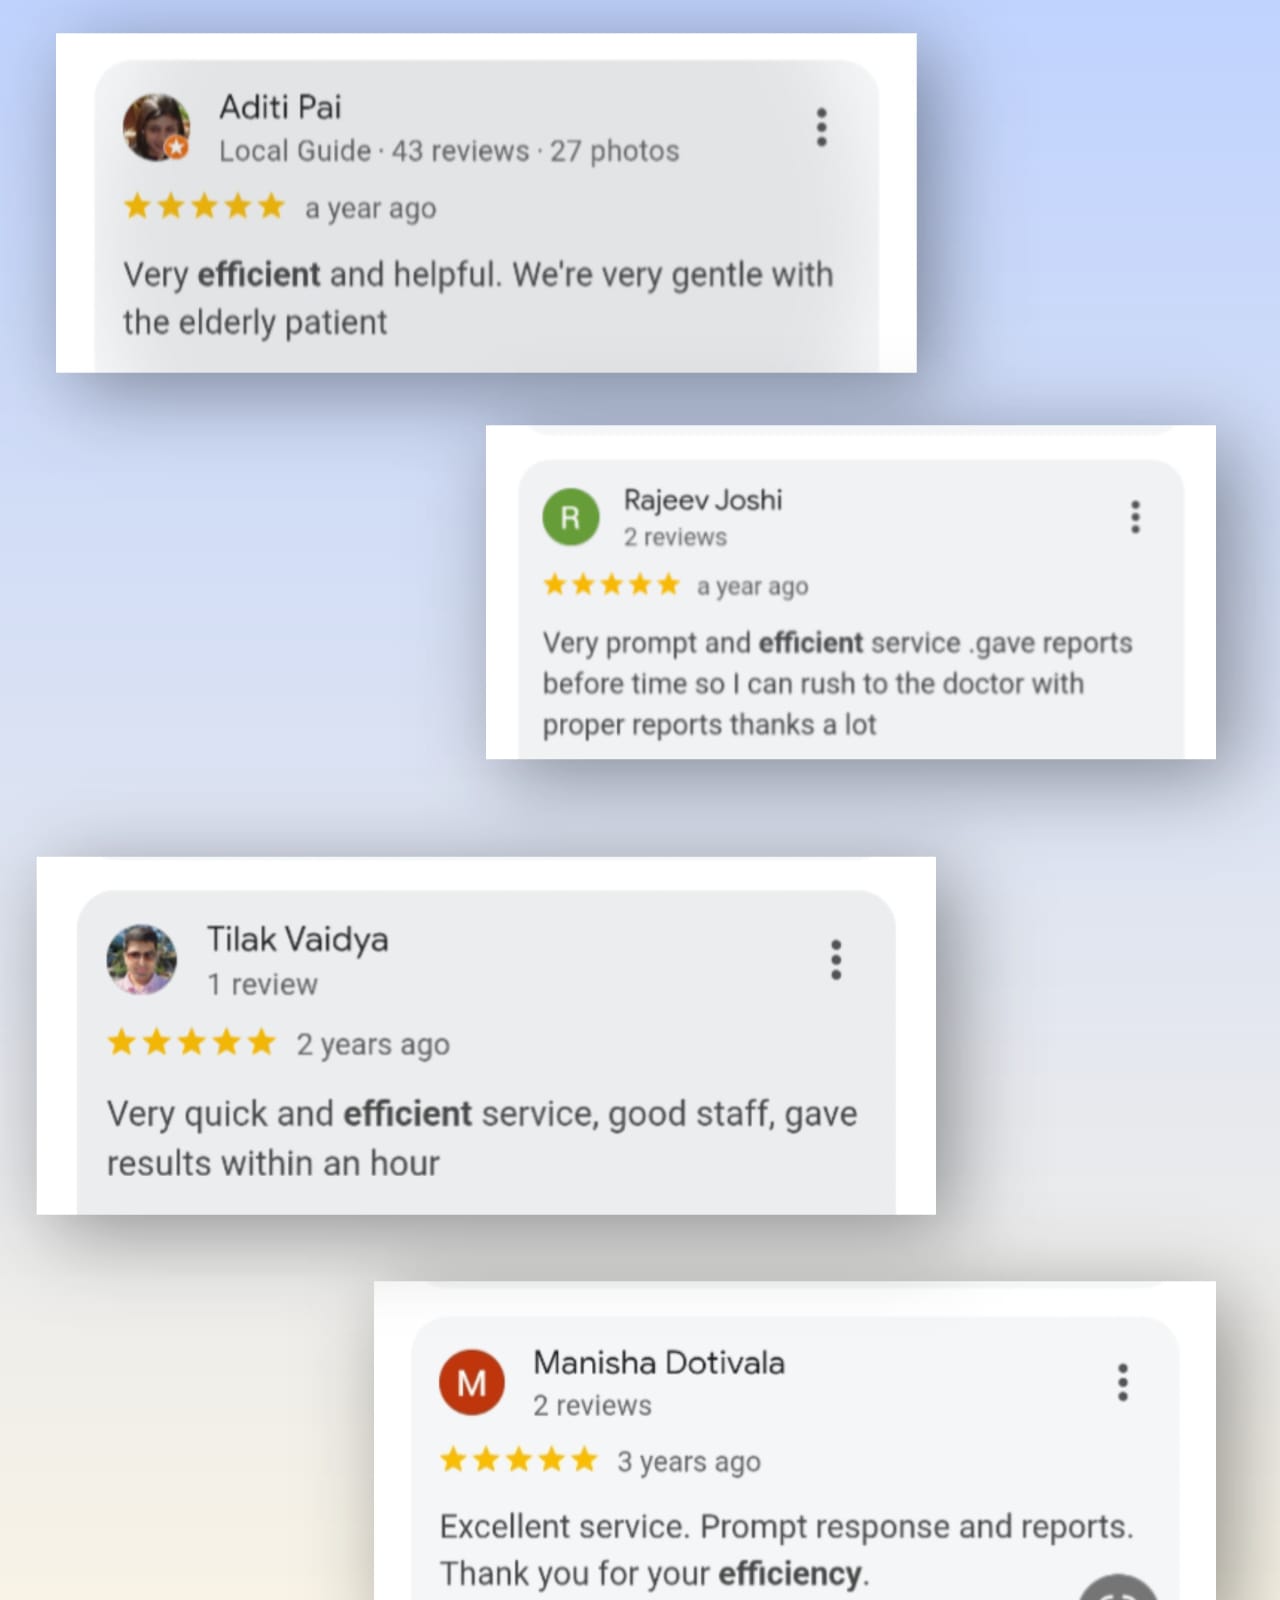 Aditi Pai
Local Guide · 43 reviews · 27 photos
a year ago
Very efficient and helpful. We're very gentle with
the elderly patient
R
Rajeev Joshi
2 reviews
a year ago
Very prompt and efficient service .gave reports
before time so I can rush to the doctor with
proper reports thanks a lot
Tilak Vaidya
1 review
2 years ago
Very quick and efficient service, good staff, gave
results within an hour
M
Manisha Dotivala
2 reviews
3 years ago
Excellent service. Prompt response and reports.
Thank you for your efficiency.